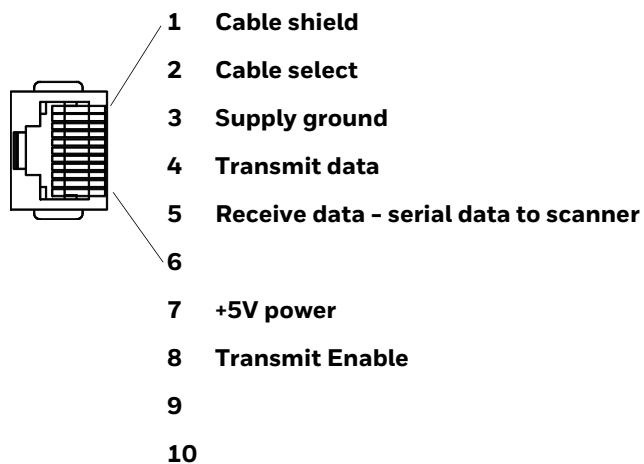 1 Cable shield
2 Cable select
3 Supply ground
4 Transmit data
5 Receive data - serial data to scanner
6
7 +5V power
8 Transmit Enable
9
10